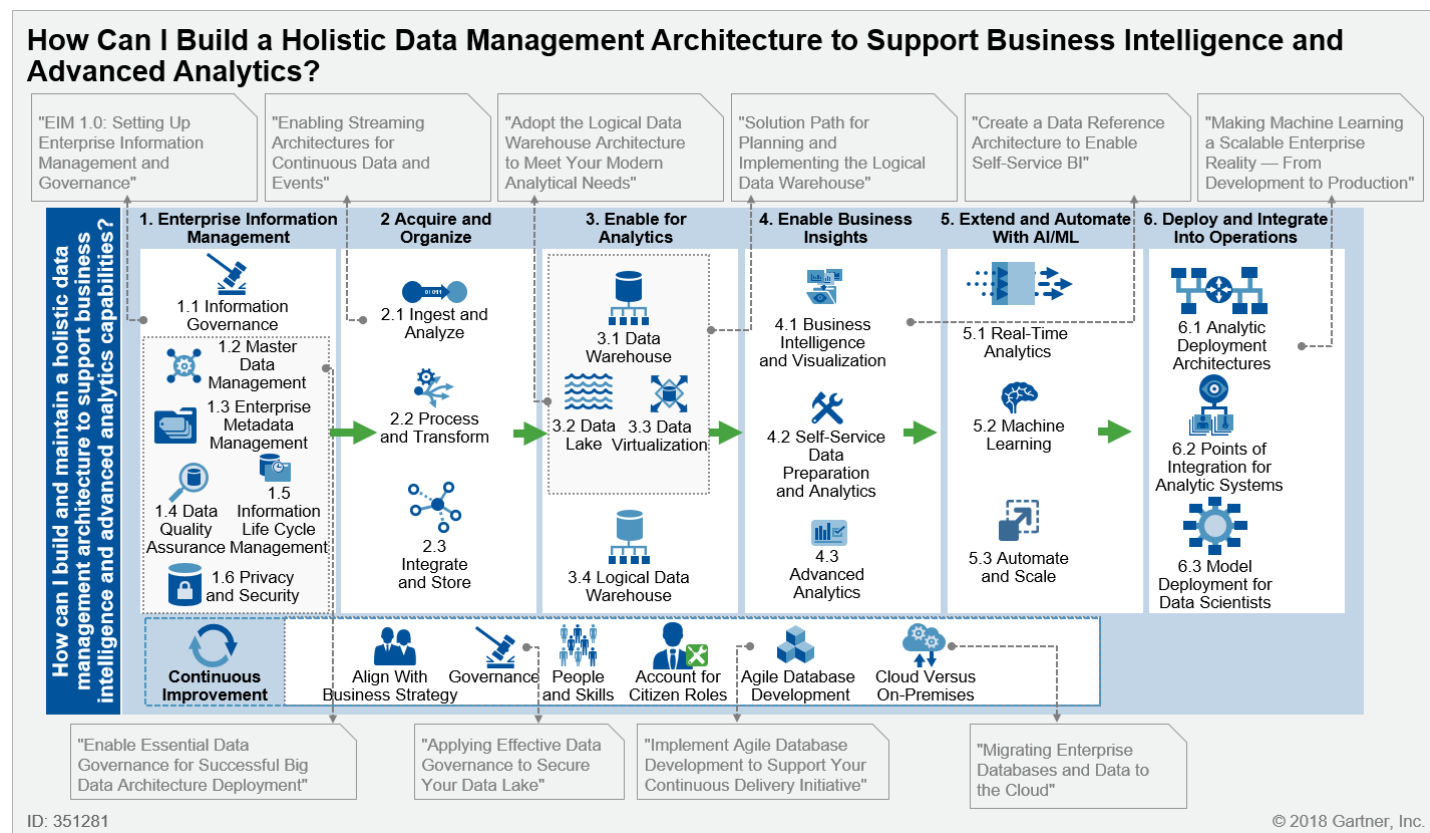 How Can I Build a Holistic Data Management Architecture to Support Business Intelligence and
Advanced Analytics?
"EIM 1.0: Setting Up
Enterprise Information
Management and
Governance"
"Enabling Streaming
Architectures for
Continuous Data and
Events"
"Adopt the Logical Data
Warehouse Architecture
to Meet Your Modern
Analytical Needs"
"Solution Path for
Planning and
Implementing the Logical
Data Warehouse"
"Create a Data Reference
Architecture to Enable
Self-Service BI"
"Making Machine Learning
a Scalable Enterprise
Reality — From
Development to Production"
How can I build and maintain a holistic data
management architecture to support business
intelligence and advanced analytics capabilities?
1. Enterprise Information
Management
1.1 Information
Governance
1.2 Master
Data
Management
1.3 Enterprise
Metadata
Management
1.4 Data
Quality
Assurance
1.5
Information
Life Cycle
Management
1.6 Privacy
and Security
2 Acquire and
Organize
01 0 01
2.1 Ingest and
Analyze
2.2 Process
and Transform
2.3
Integrate
and Store
3. Enable for
Analytics
3.1 Data
Warehouse
3.2 Data
Lake
3.3 Data
Virtualization
3.4 Logical Data
Warehouse
4. Enable Business
Insights
4.1 Business
Intelligence
and Visualization
4.2 Self-Service
Data
Preparation
and Analytics
4.3
Advanced
Analytics
5. Extend and Automate
With AI/ML
5.1 Real-Time
Analytics
5.2 Machine
Learning
5.3 Automate
and Scale
6. Deploy and Integrate
Into Operations
6.1 Analytic
Deployment
Architectures
6.2 Points of
Integration for
Analytic Systems
6.3 Model
Deployment for
Data Scientists
Continuous
Improvement
Align With
Business Strategy
Governance
People
and Skills
Account for
Citizen Roles
Agile Database
Development
Cloud Versus
On-Premises
"Enable Essential Data
Governance for Successful Big
Data Architecture Deployment"
"Applying Effective Data
Governance to Secure
Your Data Lake"
"Implement Agile Database
Development to Support Your
Continuous Delivery Initiative"
"Migrating Enterprise
Databases and Data to
the Cloud"
ID: 351281
© 2018 Gartner, Inc.